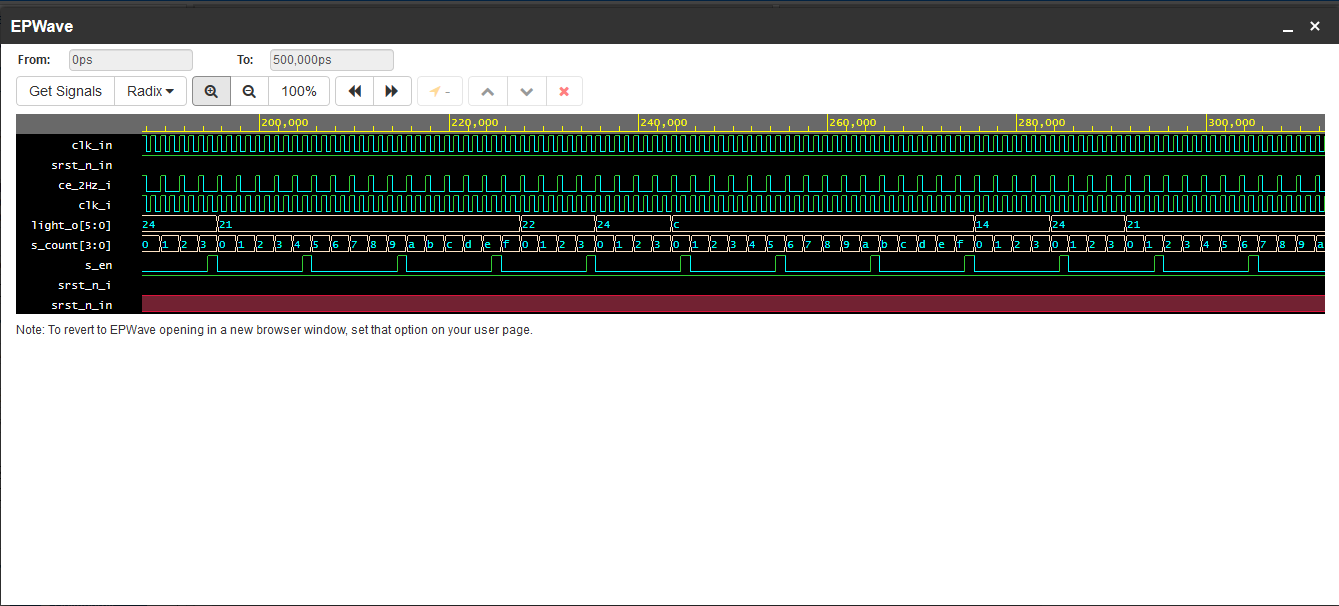 EPWave
From: 0ps To: 500,000ps
Get Signals Radix 100% -
200,000 220,000 240,000 260,000 280,000 300,000
clk_in
srst_n_in
ce_2Hz_i
clk_i
light_o[5:0] 24 21 22 24 c 14 24 21
s_count[3:0] 0 1 2 3 0 1 2 3 4 5 6 7 8 9 a b c d e f 0 1 2 3 0 1 2 3 0 1 2 3 4 5 6 7 8 9 a b c d e f 0 1 2 3 0 1 2 3 0 1 2 3 4 5 6 7 8 9 a
s_en
srst_n_i
srst_n_in
Note: To revert to EPWave opening in a new browser window, set that option on your user page.